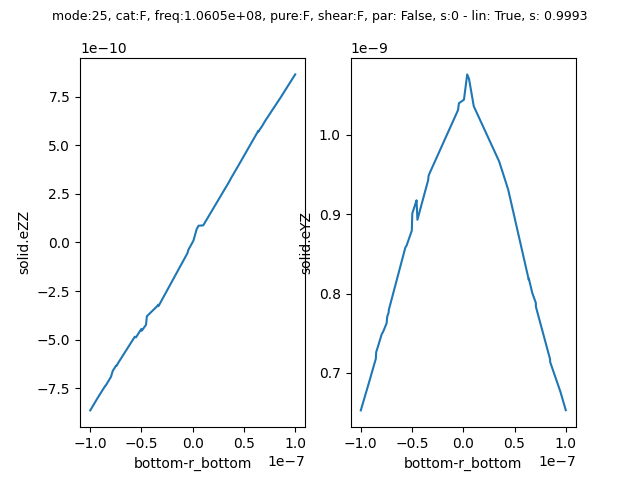 mode:25, cat:F, freq:1.0605e+08, pure:F, shear:F, par: False, s:0 - lin: True, s: 0.9993
1e−10
7.5
5.0
2.5
0.0
−2.5
−5.0
−7.5
solid.eZZ
−1.0 −0.5 0.0 0.5 1.0
bottom-r_bottom 1e−7
1e−9
1.0
0.9
0.8
0.7
solid.eYZ
−1.0 −0.5 0.0 0.5 1.0
bottom-r_bottom 1e−7